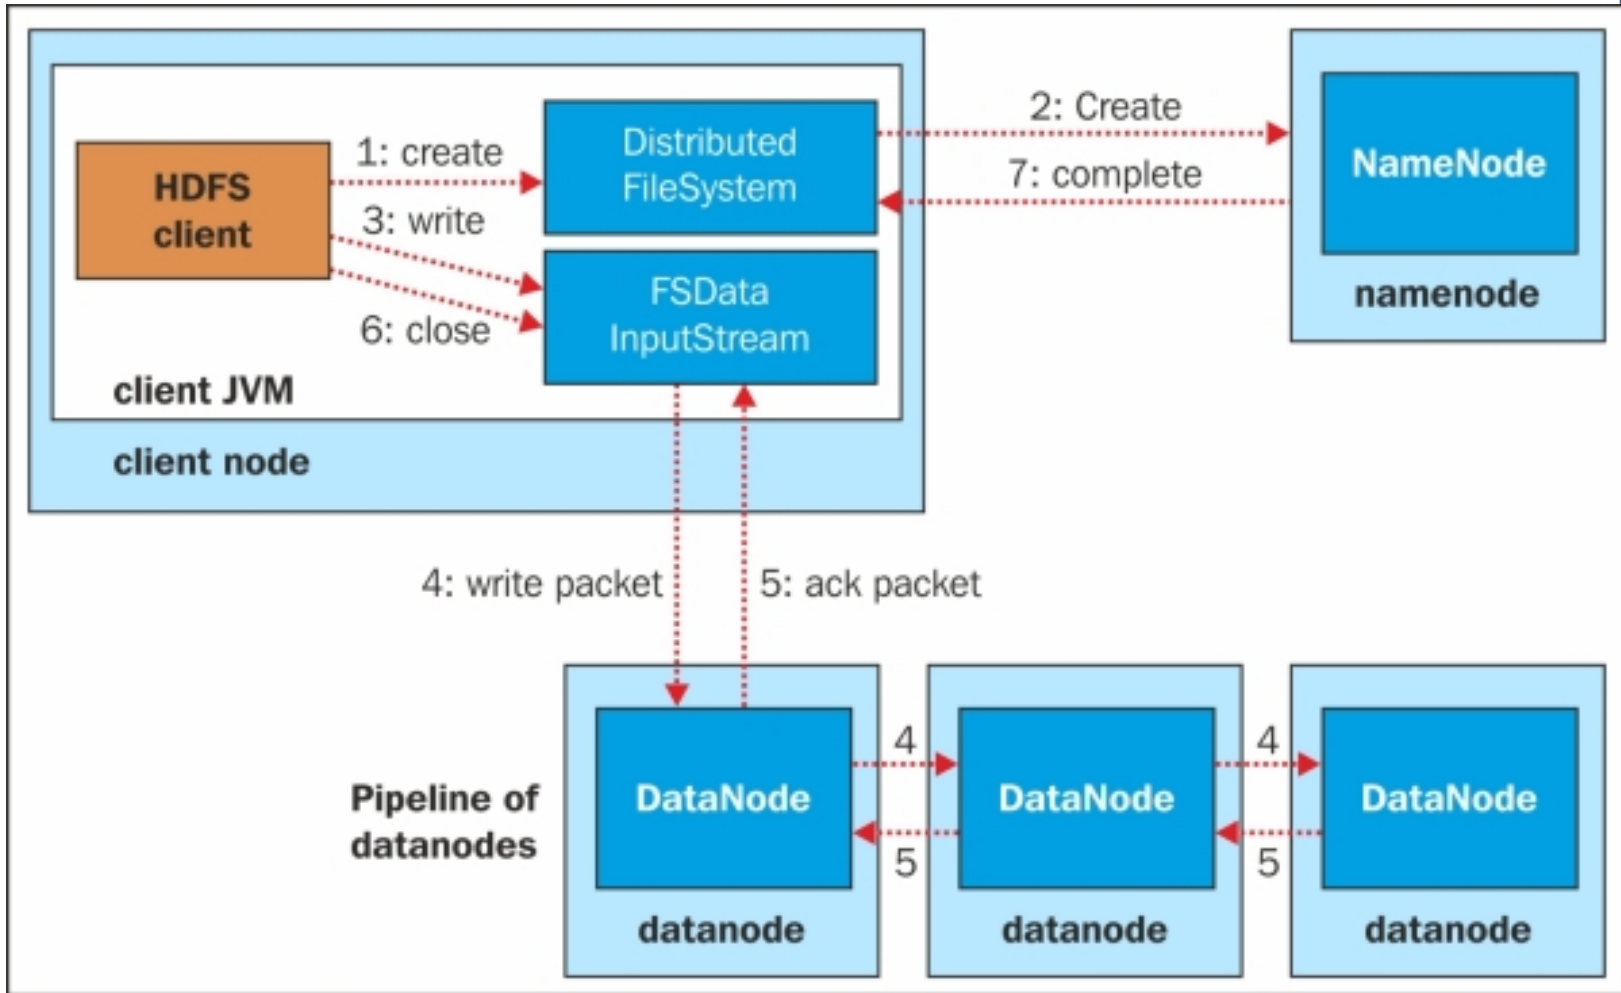 1: create
HDFS
client
3: write
6: close
Distributed
FileSystem
FSData
InputStream
client JVM
client node
2: Create
7: complete
NameNode
namenode
4: write packet
5: ack packet
Pipeline of
datanodes
DataNode
datanode
4
5
DataNode
datanode
4
5
DataNode
datanode